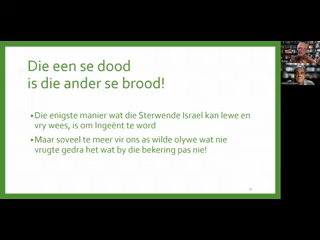 Die een se dood
is die ander se brood!
Die enigste manier wat die Sterwende Israel kan lewe en
vry wees, is om Ingeënt te word
Maar soveel te meer vir ons as wilde olywe wat nie
vrugte gedra het wat by die bekering pas nie!